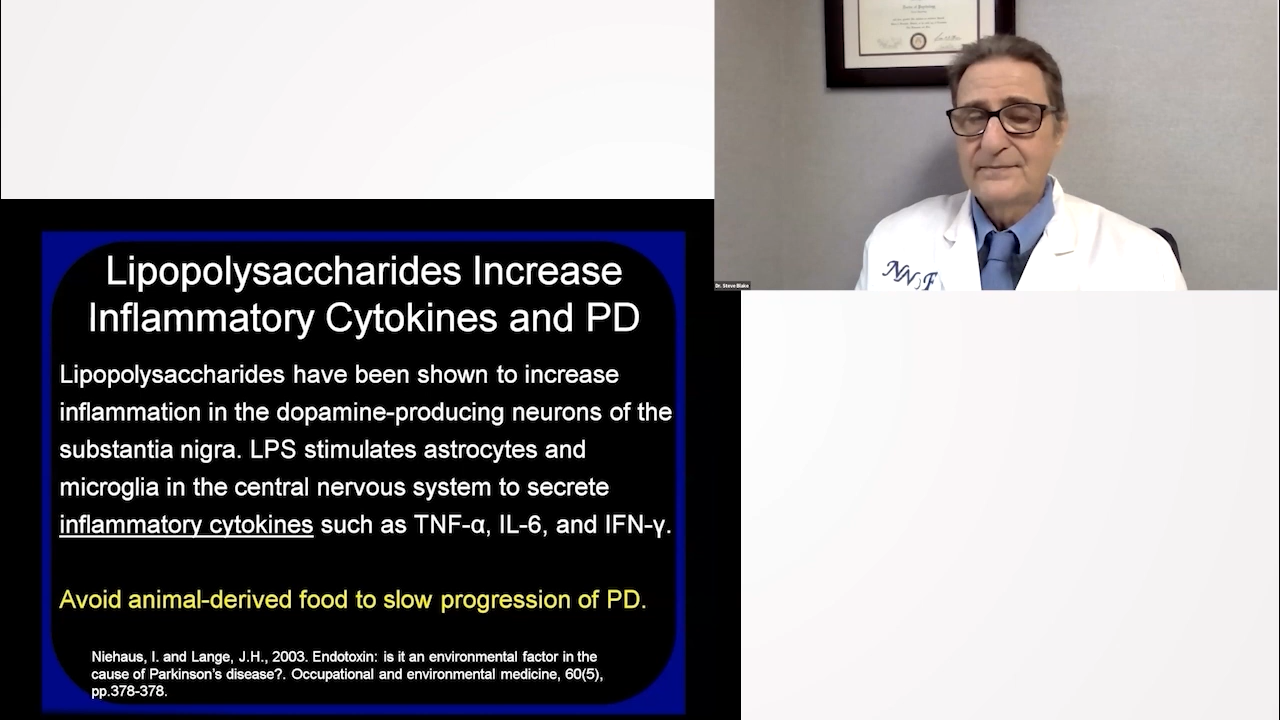 Lipopolysaccharides Increase
Inflammatory Cytokines and PD
Lipopolysaccharides have been shown to increase
inflammation in the dopamine-producing neurons of the
substantia nigra. LPS stimulates astrocytes and
microglia in the central nervous system to secrete
inflammatory cytokines such as TNF-α, IL-6, and IFN-γ.
Avoid animal-derived food to slow progression of PD.
Niehaus, I. and Lange, J.H., 2003. Endotoxin: is it an environmental factor in the
cause of Parkinson's disease?. Occupational and environmental medicine, 60(5),
pp.378-378.
Dr. Steve Blake